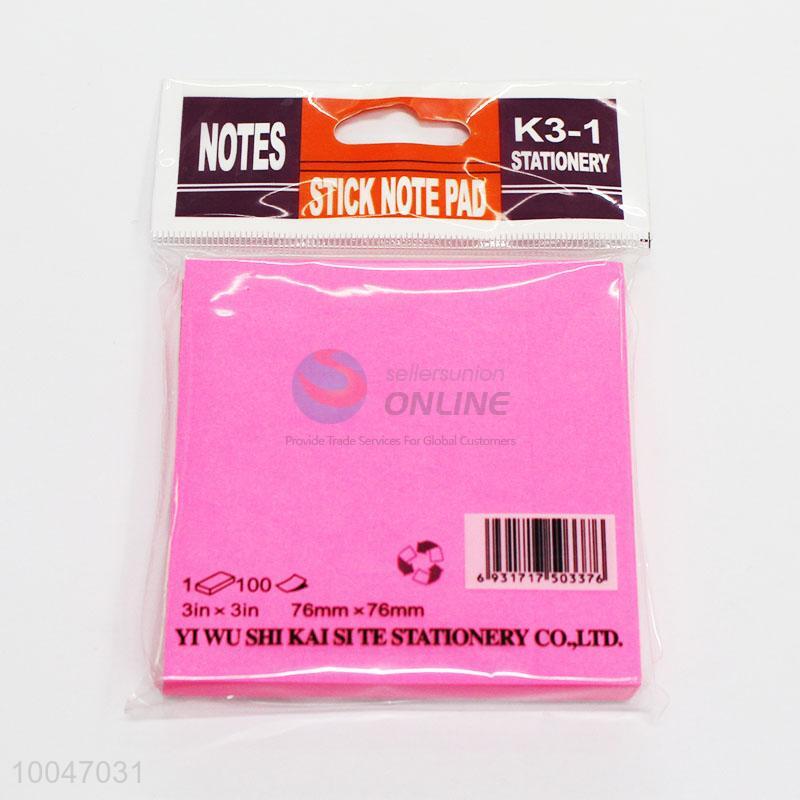 NOTES
STICK NOTE PAD
K3-1
STATIONERY
sellersunion
ONLINE
Provide Trade Services For Global Customers
6 931717 503376
1 100
3in × 3in 76mm × 76mm
YI WU SHI KAI SI TE STATIONERY CO.,LTD.
10047031